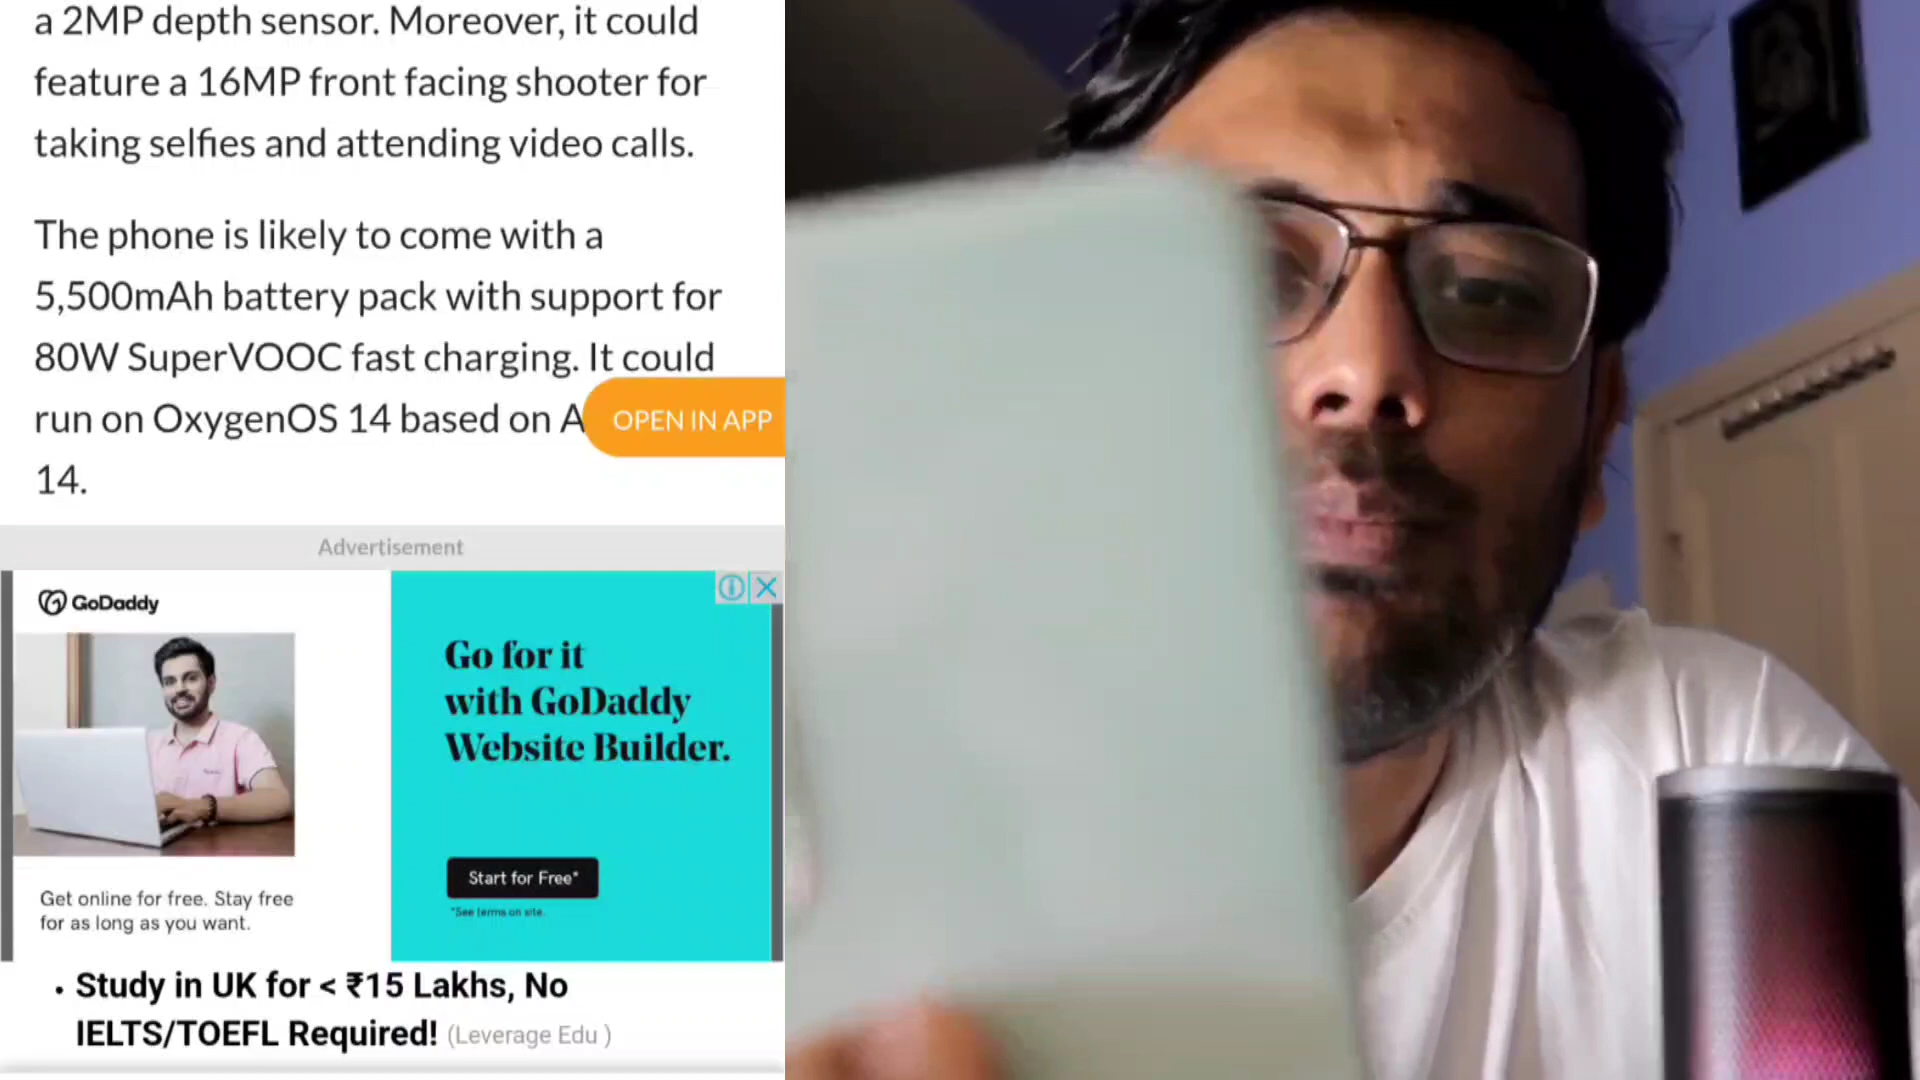 a 2MP depth sensor. Moreover, it could
feature a 16MP front facing shooter for
taking selfies and attending video calls.
The phone is likely to come with a
5,500mAh battery pack with support for
80W SuperVOOC fast charging. It could
run on OxygenOS 14 based on A
OPEN IN APP
14.
Advertisement
GoDaddy
Go for it
with GoDaddy
Website Builder.
Start for Free*
*See terms on site.
Get online for free. Stay free
for as long as you want.
• Study in UK for < ₹15 Lakhs, No
IELTS/TOEFL Required! (Leverage Edu )